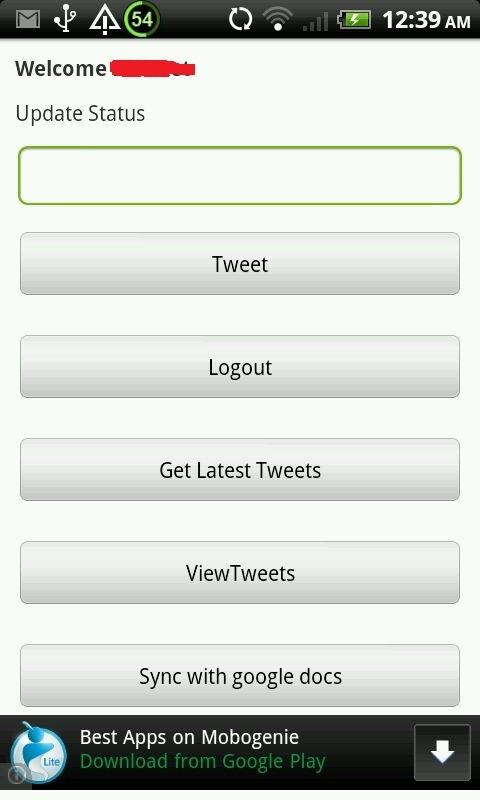 54
12:39 AM
Welcome
Update Status
Tweet
Logout
Get Latest Tweets
ViewTweets
Sync with google docs
Lite
Best Apps on Mobogenie
Download from Google Play